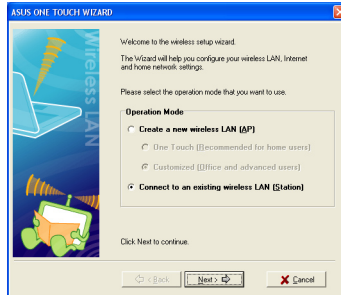 ASUS ONE TOUCH WIZARD
Wireless LAN
Welcome to the wireless setup wizard.
The Wizard will help you configure your wireless LAN, Internet
and home network settings.
Please select the operation mode that you want to use.
Operation Mode
Create a new wireless LAN (AP)
One Touch (Recommended for home users)
Customized (Office and advanced users)
Connect to an existing wireless LAN (Station)
Click Next to continue.
< Back
Next >
Cancel